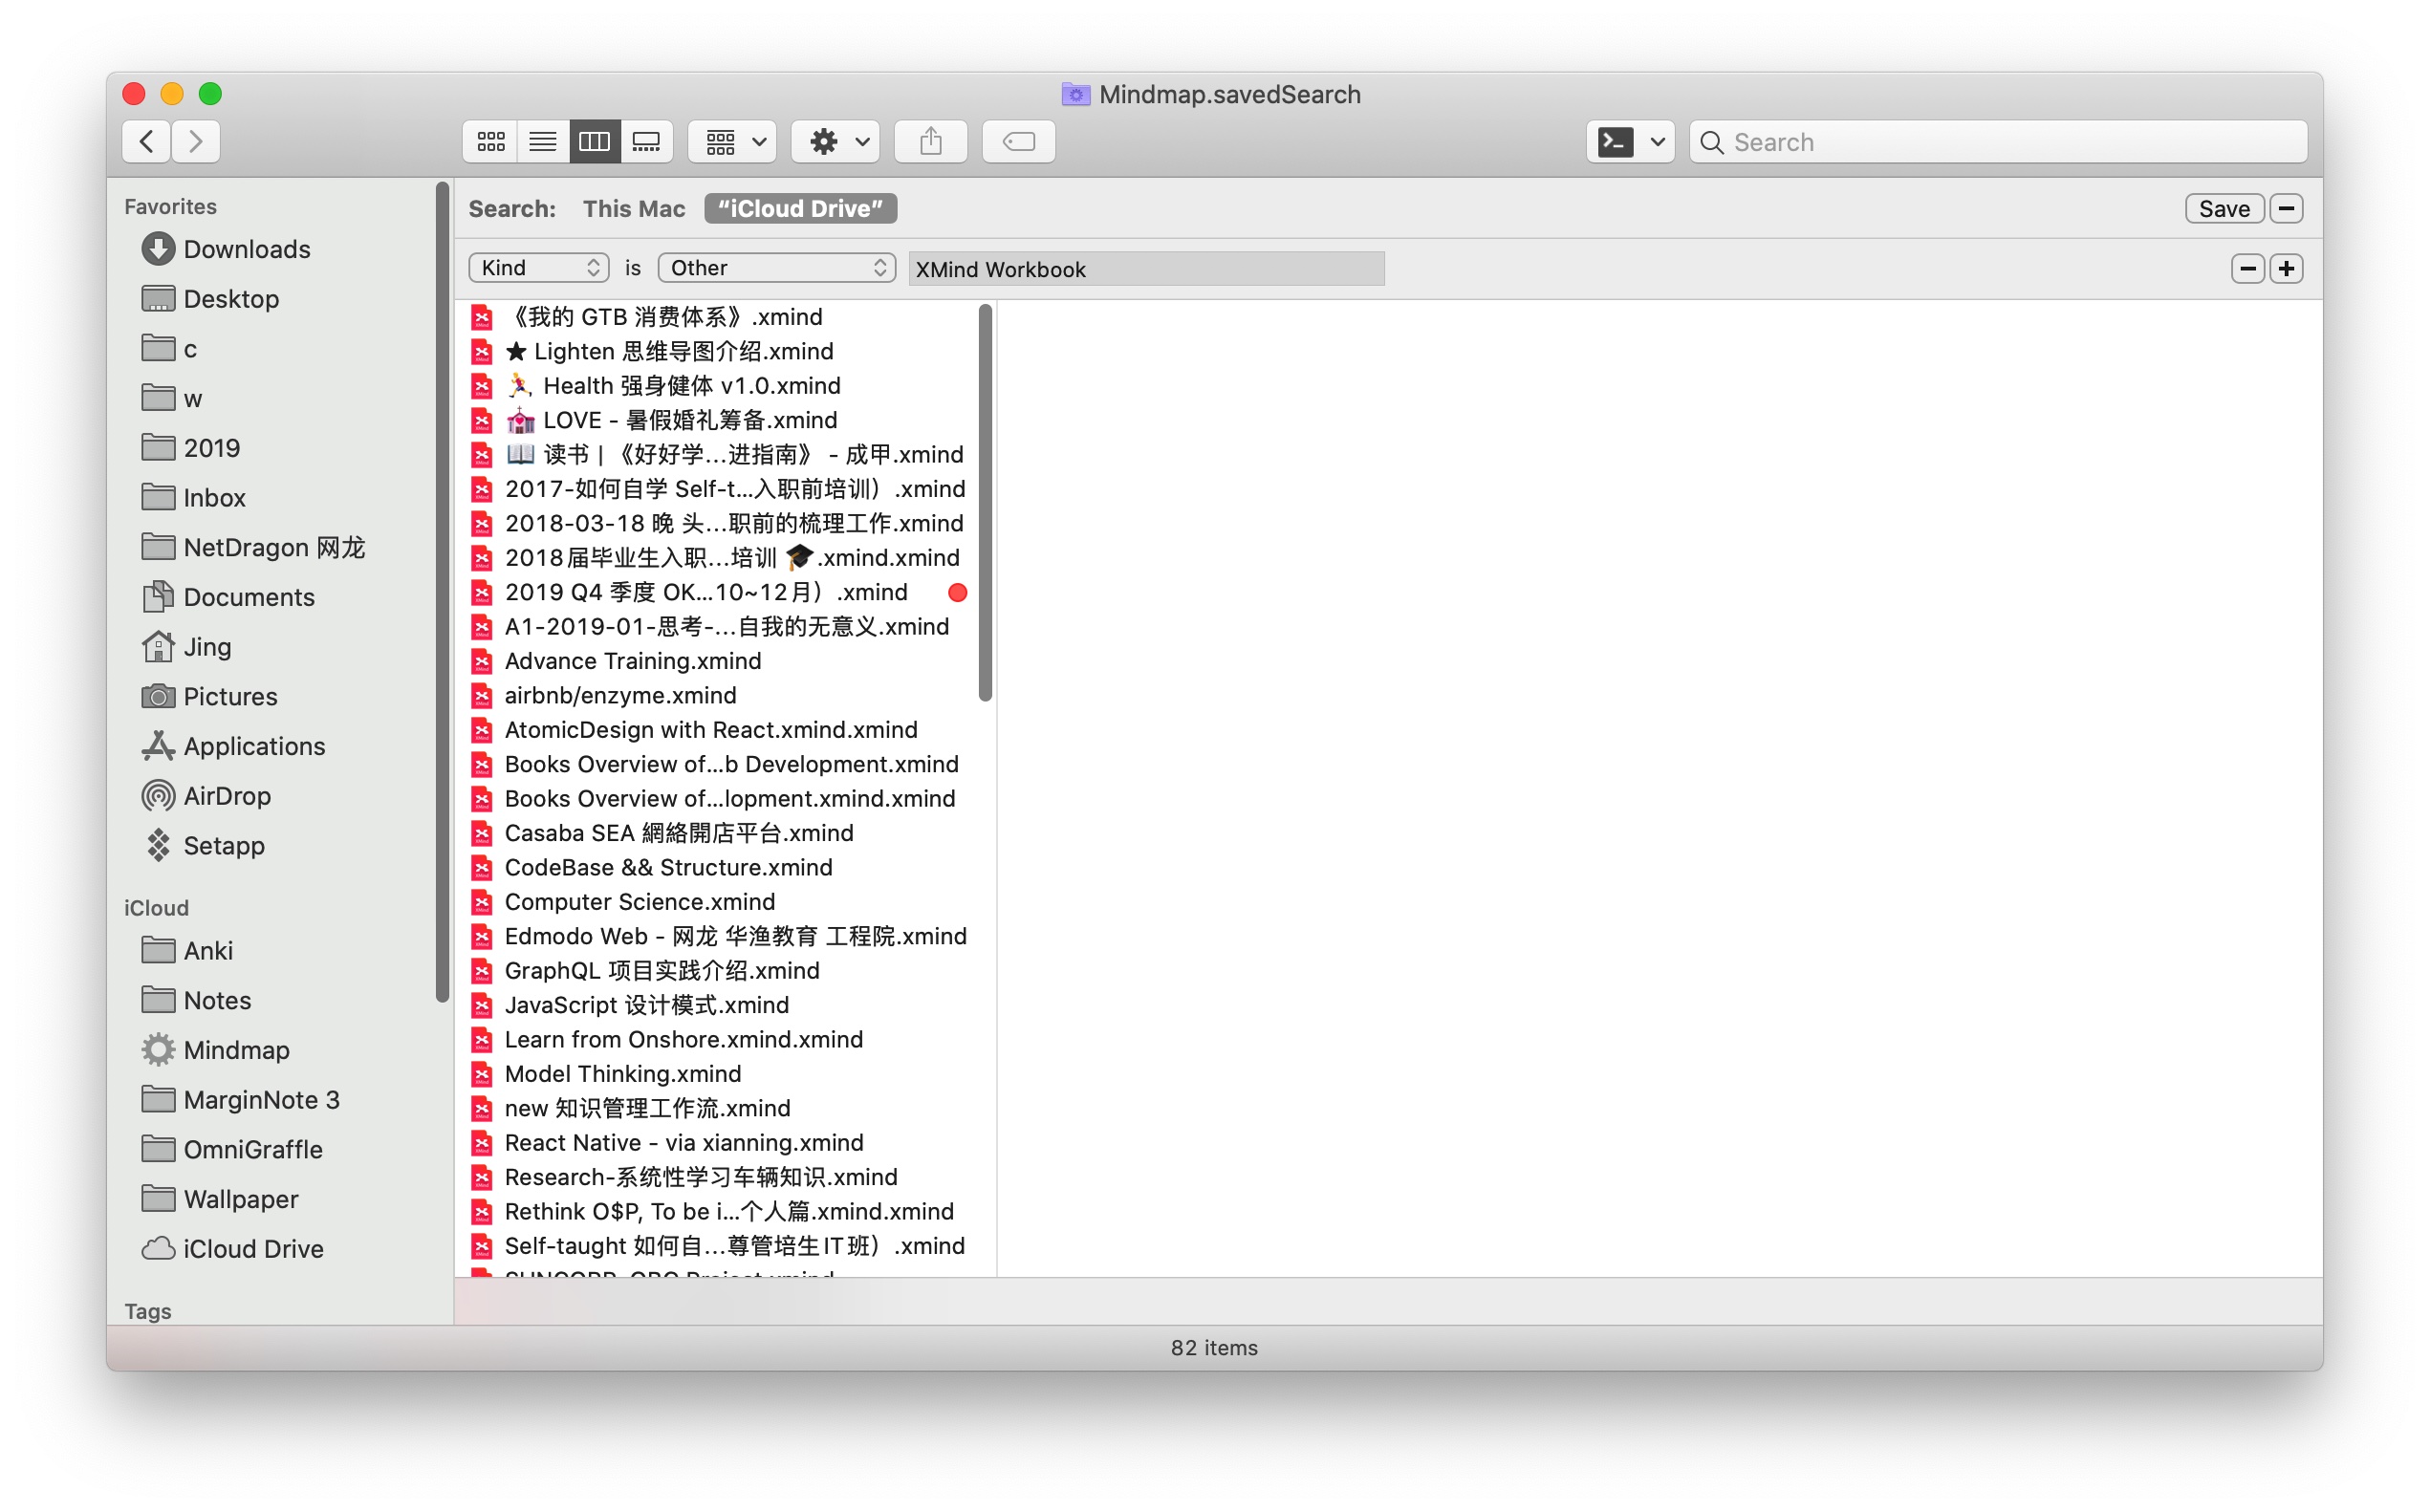 Mindmap.savedSearch
Search
Favorites
Downloads
Desktop
c
w
2019
Inbox
NetDragon 网龙
Documents
Jing
Pictures
Applications
AirDrop
Setapp
iCloud
Anki
Notes
Mindmap
MarginNote 3
OmniGraffle
Wallpaper
iCloud Drive
Tags
Search: This Mac “iCloud Drive” Save
Kind is Other XMind Workbook
《我的 GTB 消费体系》.xmind
★ Lighten 思维导图介绍.xmind
🏃 Health 强身健体 v1.0.xmind
💒 LOVE - 暑假婚礼筹备.xmind
📖 读书 | 《好好学…进指南》 - 成甲.xmind
2017-如何自学 Self-t…入职前培训）.xmind
2018-03-18 晚 头…职前的梳理工作.xmind
2018届毕业生入职…培训 🎓.xmind.xmind
2019 Q4 季度 OK…10~12月）.xmind
A1-2019-01-思考-…自我的无意义.xmind
Advance Training.xmind
airbnb/enzyme.xmind
AtomicDesign with React.xmind.xmind
Books Overview of…b Development.xmind
Books Overview of…lopment.xmind.xmind
Casaba SEA 網絡開店平台.xmind
CodeBase && Structure.xmind
Computer Science.xmind
Edmodo Web - 网龙 华渔教育 工程院.xmind
GraphQL 项目实践介绍.xmind
JavaScript 设计模式.xmind
Learn from Onshore.xmind.xmind
Model Thinking.xmind
new 知识管理工作流.xmind
React Native - via xianning.xmind
Research-系统性学习车辆知识.xmind
Rethink O$P, To be i…个人篇.xmind.xmind
Self-taught 如何自…尊管培生IT班）.xmind
82 items